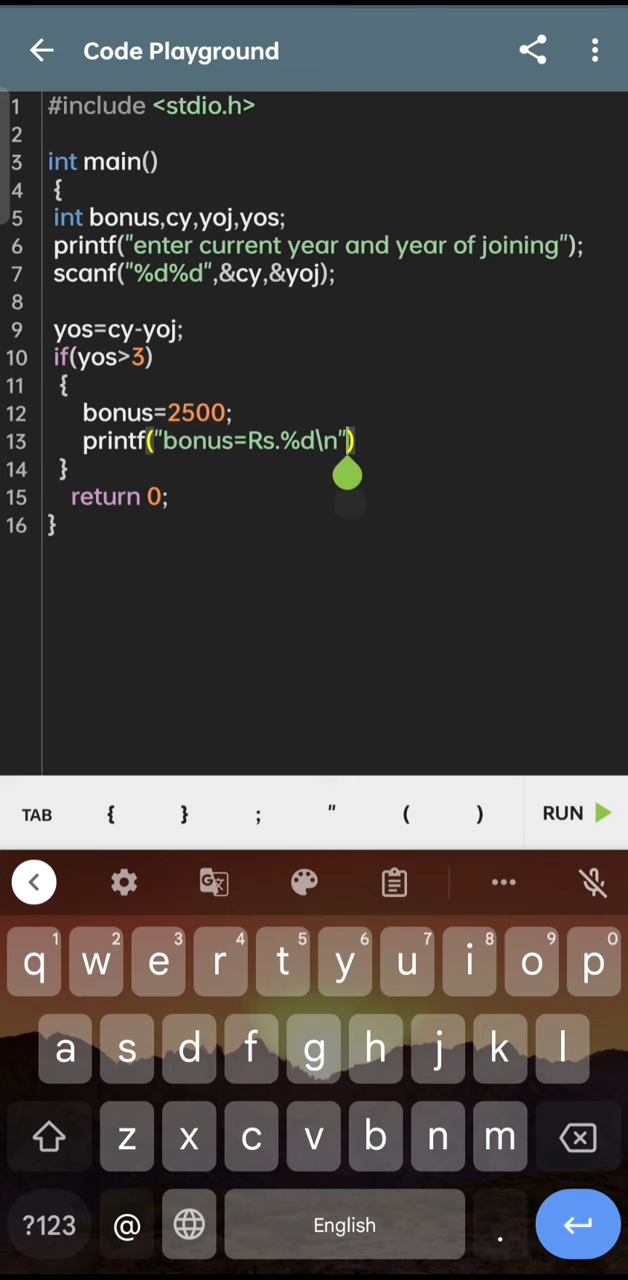 Code Playground
1 #include <stdio.h>
2
3 int main()
4 {
5 int bonus,cy,yoj,yos;
6 printf("enter current year and year of joining");
7 scanf("%d%d",&cy,&yoj);
8
9 yos=cy-yoj;
10 if(yos>3)
11 {
12 bonus=2500;
13 printf("bonus=Rs.%d\n")
14 }
15 return 0;
16 }
TAB { } ; " ( ) RUN
1 2 3 4 5 6 7 8 9 0
q w e r t y u i o p
a s d f g h j k l
z x c v b n m
?123 @ English .